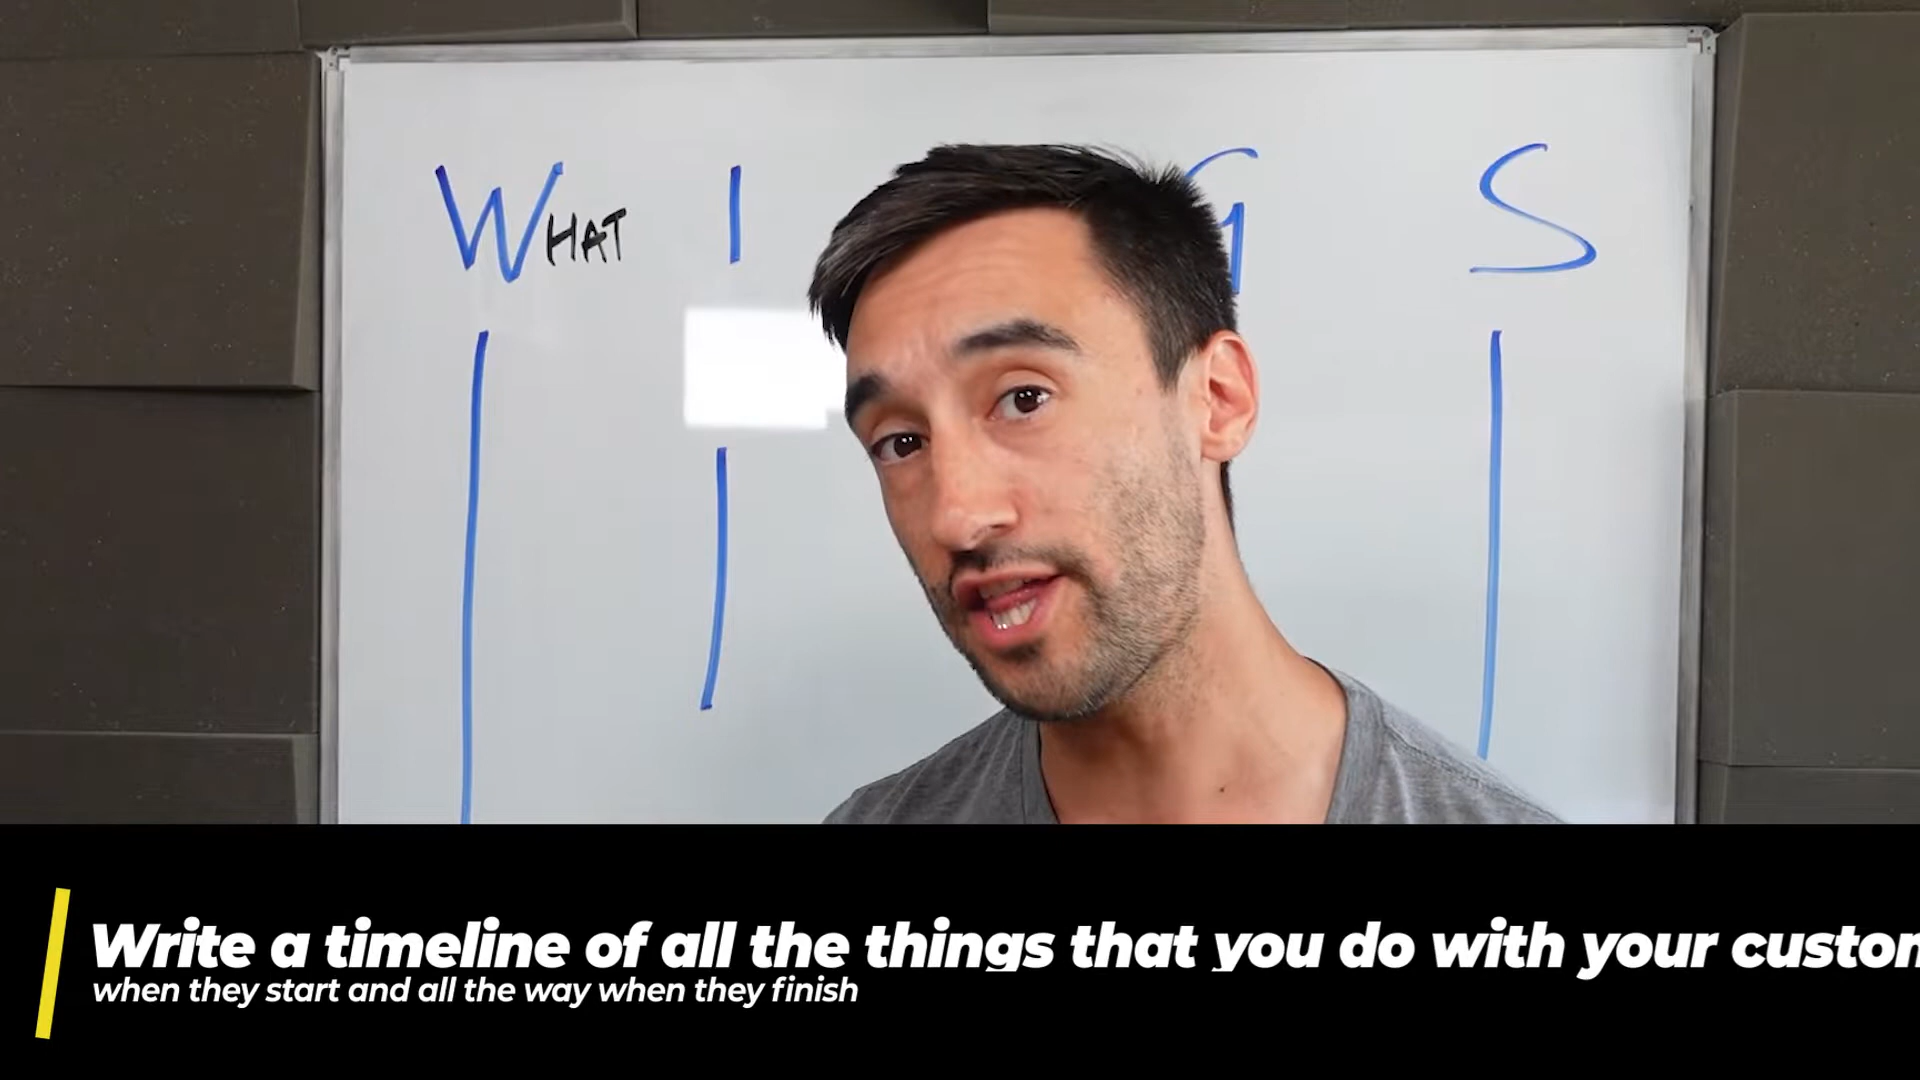 WHAT I G S
Write a timeline of all the things that you do with your custom
when they start and all the way when they finish